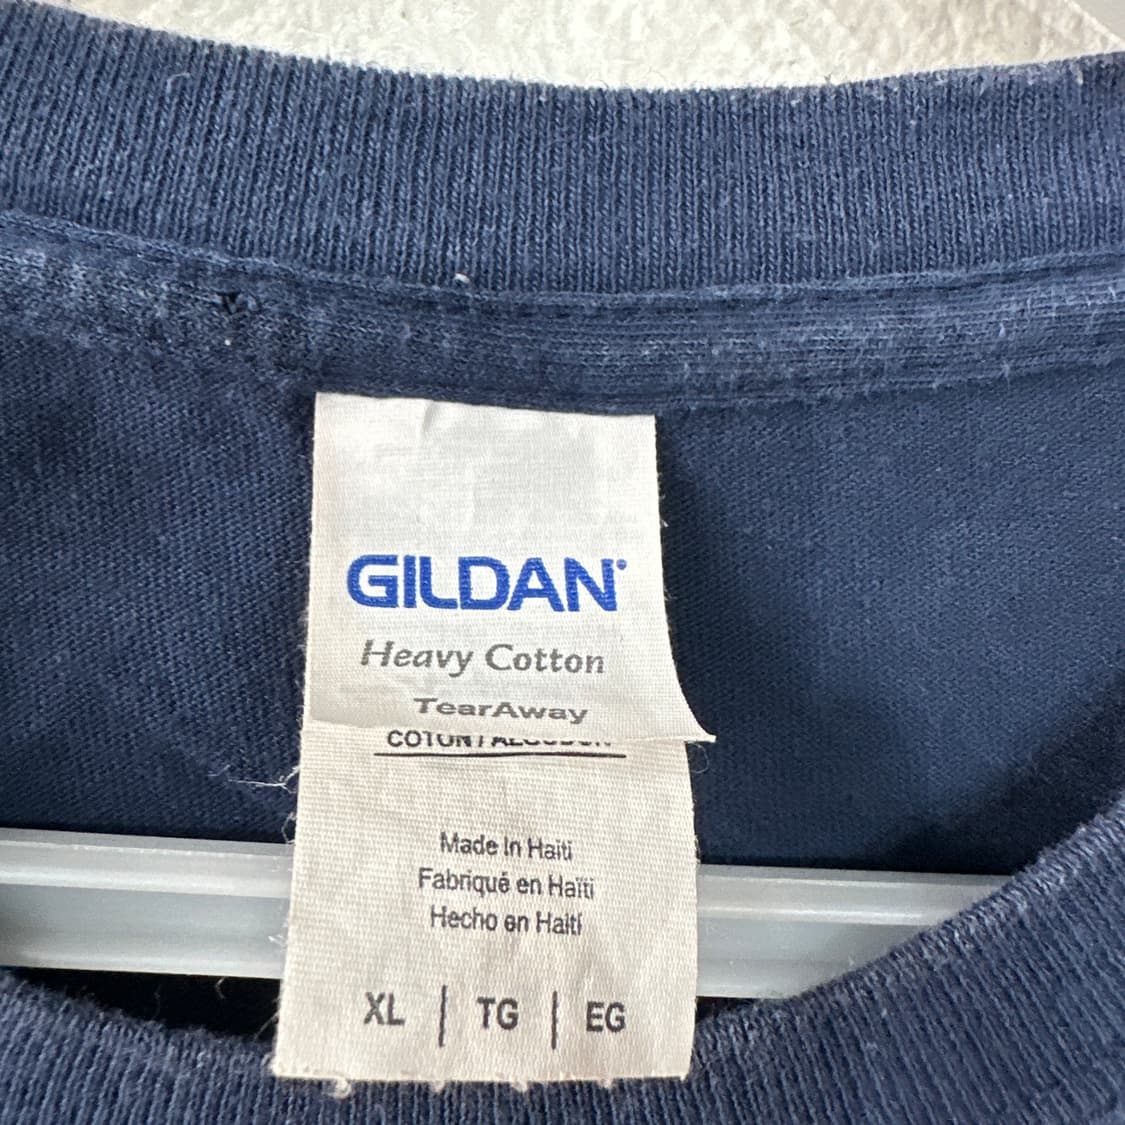 GILDAN
Heavy Cotton
TearAway
Made In Haiti
Fabriqué en Haïti
Hecho en Haití
XL | TG | EG